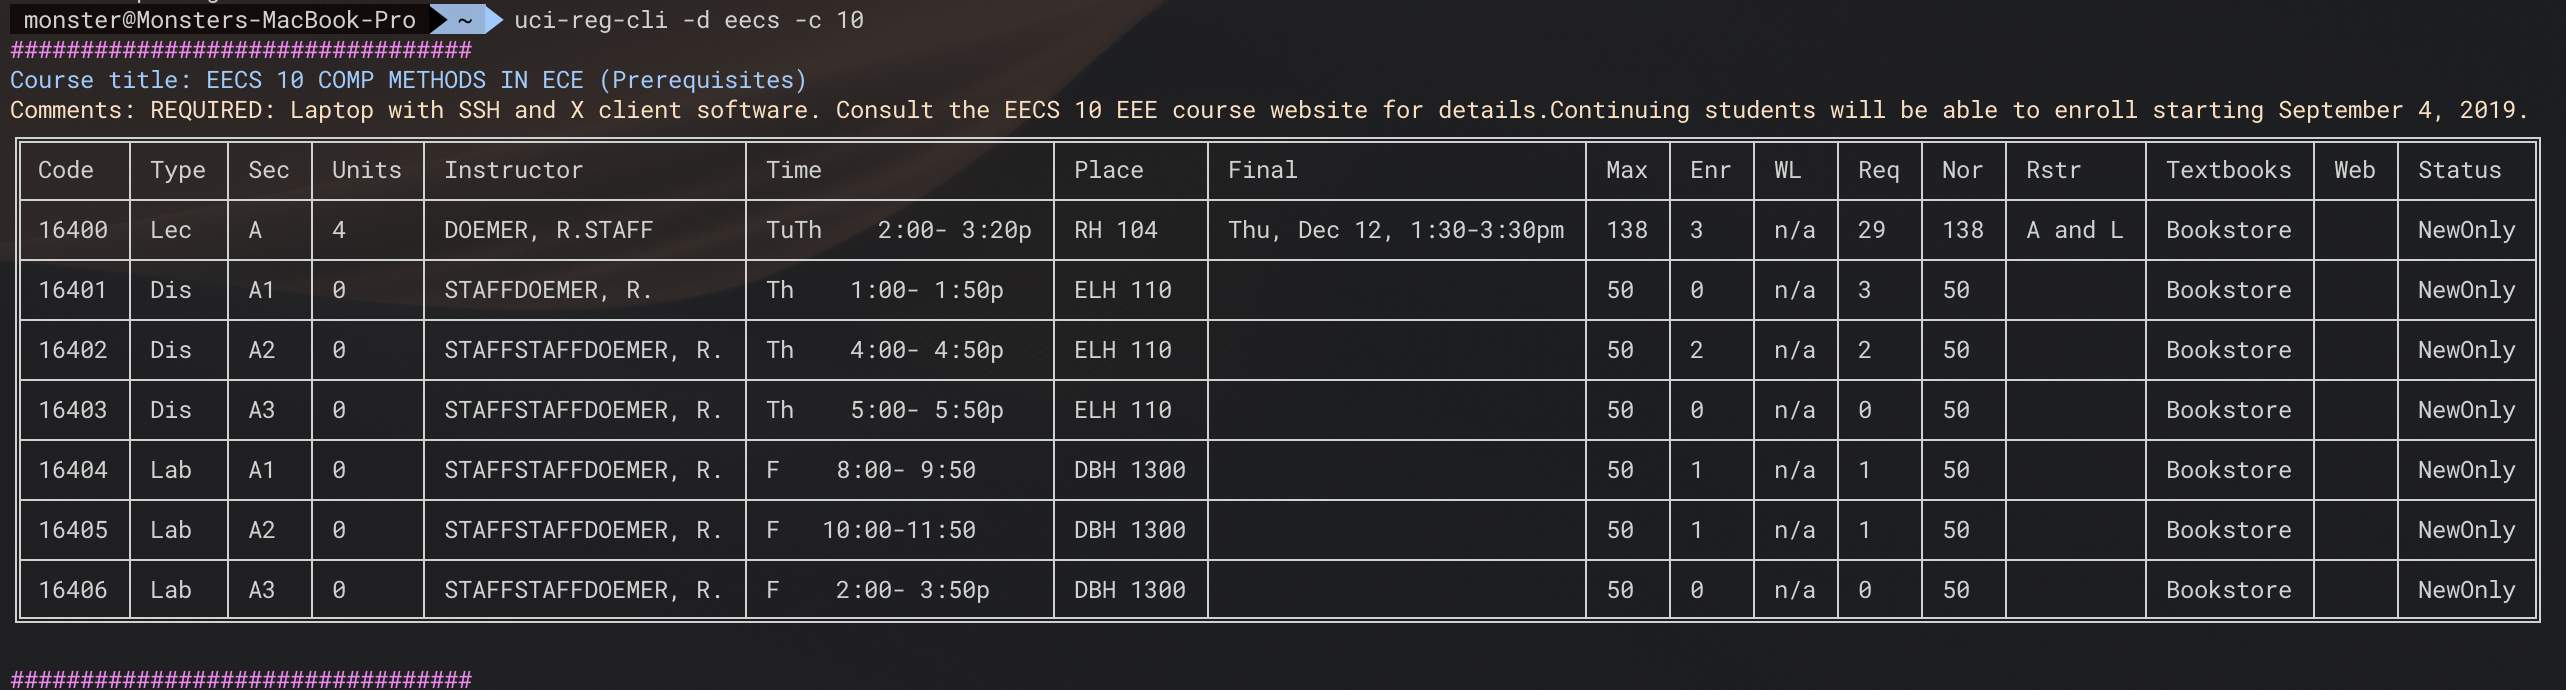 monster@Monsters-MacBook-Pro ~ uci-reg-cli -d eecs -c 10
#################################
Course title: EECS 10 COMP METHODS IN ECE (Prerequisites)
Comments: REQUIRED: Laptop with SSH and X client software. Consult the EECS 10 EEE course website for details.Continuing students will be able to enroll starting September 4, 2019.
Code Type Sec Units Instructor Time Place Final Max Enr WL Req Nor Rstr Textbooks Web Status
16400 Lec A 4 DOEMER, R.STAFF TuTh 2:00- 3:20p RH 104 Thu, Dec 12, 1:30-3:30pm 138 3 n/a 29 138 A and L Bookstore NewOnly
16401 Dis A1 0 STAFFDOEMER, R. Th 1:00- 1:50p ELH 110 50 0 n/a 3 50 Bookstore NewOnly
16402 Dis A2 0 STAFFSTAFFDOEMER, R. Th 4:00- 4:50p ELH 110 50 2 n/a 2 50 Bookstore NewOnly
16403 Dis A3 0 STAFFSTAFFDOEMER, R. Th 5:00- 5:50p ELH 110 50 0 n/a 0 50 Bookstore NewOnly
16404 Lab A1 0 STAFFSTAFFDOEMER, R. F 8:00- 9:50 DBH 1300 50 1 n/a 1 50 Bookstore NewOnly
16405 Lab A2 0 STAFFSTAFFDOEMER, R. F 10:00-11:50 DBH 1300 50 1 n/a 1 50 Bookstore NewOnly
16406 Lab A3 0 STAFFSTAFFDOEMER, R. F 2:00- 3:50p DBH 1300 50 0 n/a 0 50 Bookstore NewOnly
#################################